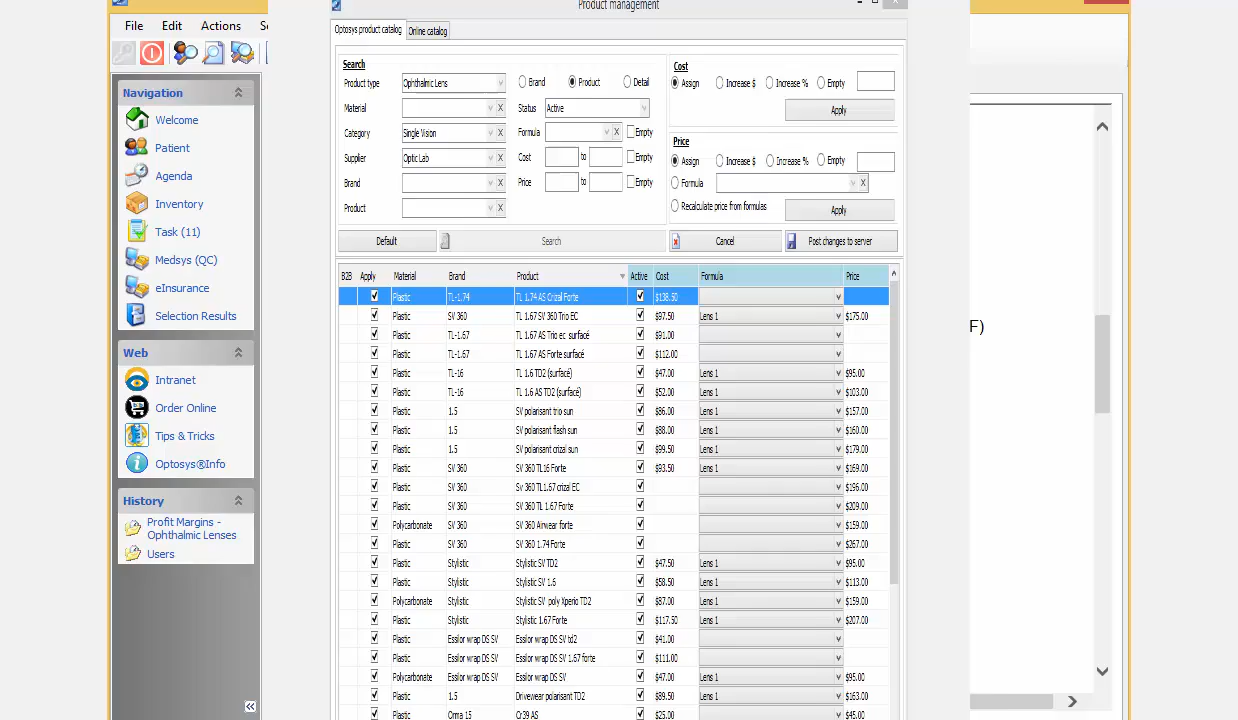 Product management
File Edit Actions S
Optosys product catalog Online catalog
Navigation
Welcome
Patient
Agenda
Inventory
Task (11)
Medsys (QC)
eInsurance
Selection Results
Web
Intranet
Order Online
Tips & Tricks
Optosys®Info
History
Profit Margins -
Ophthalmic Lenses
Users
Search
Product type Ophthalmic Lens Brand Product Detail
Material X Status Active
Category Single Vision X Formula X Empty
Supplier Optic Lab X Cost to Empty
Brand X Price to Empty
Product X
Cost
Assign Increase $ Increase % Empty
Apply
Price
Assign Increase $ Increase % Empty
Formula X
Recalculate price from formulas Apply
Default Search Cancel Post changes to server
B2B Apply Material Brand Product Active Cost Formula Price
Plastic TL-1.74 TL 1.74 AS Crizal Forte $138.50
Plastic SV 360 TL 1.67 SV 360 Trio EC $97.50 Lens 1 $175.00
Plastic TL-1.67 TL 1.67 AS Trio ec surfacé $91.00
Plastic TL-1.67 TL 1.67 AS Forte surfacé $112.00
Plastic TL-16 TL 1.6 TD2 (surfacé) $47.00 Lens 1 $95.00
Plastic TL-16 TL 1.6 AS TD2 (surfacé) $52.00 Lens 1 $103.00
Plastic 1.5 SV polarisant trio sun $86.00 Lens 1 $157.00
Plastic 1.5 SV polarisant flash sun $88.00 Lens 1 $160.00
Plastic 1.5 SV polarisant crizal sun $99.50 Lens 1 $179.00
Plastic SV 360 SV 360 TL16 Forte $93.50 Lens 1 $169.00
Plastic SV 360 Sv 360 TL1.67 crizal EC $196.00
Plastic SV 360 SV 360 TL 1.67 Forte $209.00
Polycarbonate SV 360 SV 360 Airwear forte $159.00
Plastic SV 360 SV 360 1.74 Forte $267.00
Plastic Stylistic Stylistic SV TD2 $47.50 Lens 1 $95.00
Plastic Stylistic Stylistic SV 1.6 $58.50 Lens 1 $113.00
Polycarbonate Stylistic Stylistic SV poly Xperio TD2 $87.00 Lens 1 $159.00
Plastic Stylistic Stylistic 1.67 Forte $117.50 Lens 1 $207.00
Plastic Essilor wrap DS SV Essilor wrap DS SV td2 $41.00
Plastic Essilor wrap DS SV Essilor wrap DS SV 1.67 forte $111.00
Polycarbonate Essilor wrap DS SV Essilor wrap DS SV $47.00 Lens 1 $95.00
Plastic 1.5 Drivewear polarisant TD2 $89.50 Lens 1 $163.00
Plastic Orma 15 Cr39 AS $25.00 Lens 1 $45.00
F)